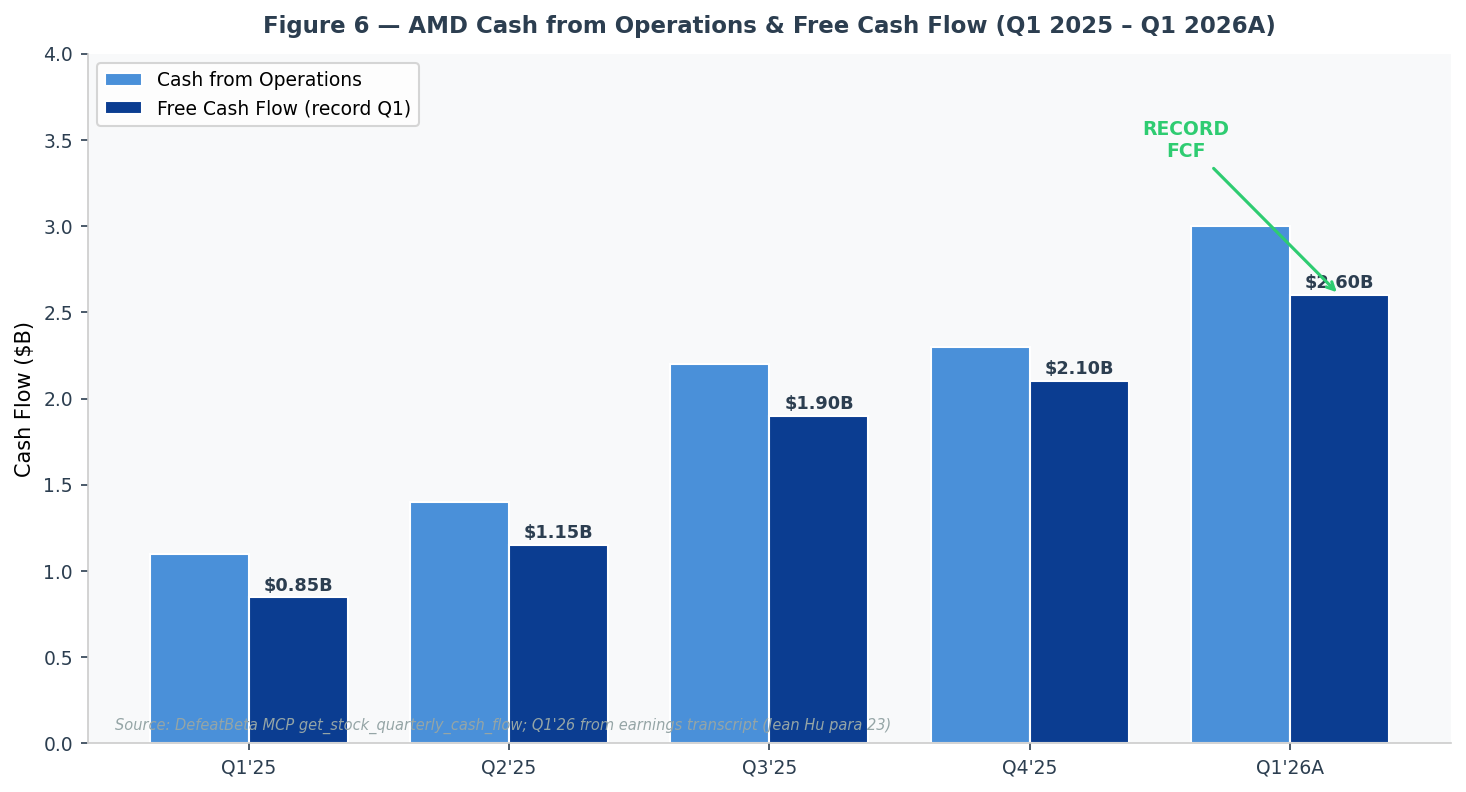 Figure 6 — AMD Cash from Operations & Free Cash Flow (Q1 2025 – Q1 2026A)
Cash from Operations
Free Cash Flow (record Q1)
RECORD
FCF
Cash Flow ($B)
4.0
3.5
3.0
2.5
2.0
1.5
1.0
0.5
0.0
$0.85B
$1.15B
$1.90B
$2.10B
$2.60B
Source: DefeatBeta MCP get_stock_quarterly_cash_flow; Q1'26 from earnings transcript (Jean Hu para 23)
Q1'25
Q2'25
Q3'25
Q4'25
Q1'26A